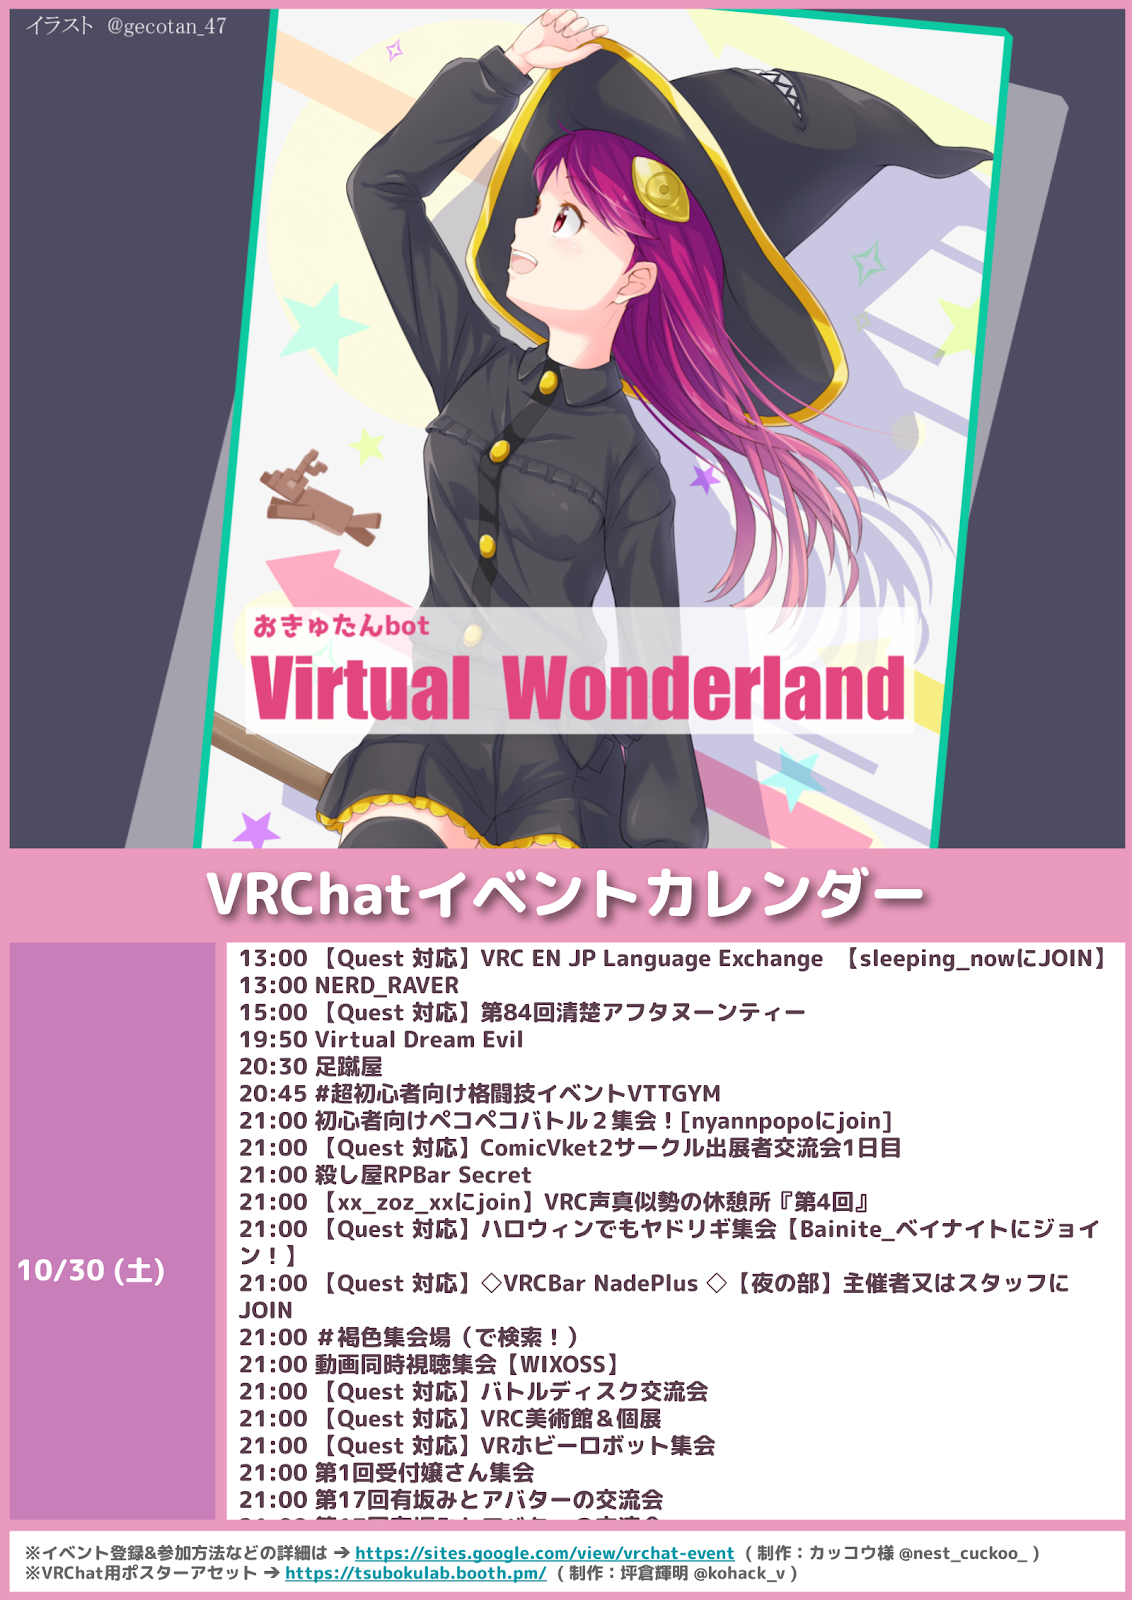 イラスト @gecotan_47
おきゅたんbot
Virtual Wonderland
VRChatイベントカレンダー
10/30 (土)
13:00 【Quest 対応】VRC EN JP Language Exchange 【sleeping_nowにJOIN】
13:00 NERD_RAVER
15:00 【Quest 対応】第84回清楚アフタヌーンティー
19:50 Virtual Dream Evil
20:30 足蹴屋
20:45 #超初心者向け格闘技イベントVTTGYM
21:00 初心者向けペコペコバトル２集会！[nyannpopoにjoin]
21:00 【Quest 対応】ComicVket2サークル出展者交流会1日目
21:00 殺し屋RPBar Secret
21:00 【xx_zoz_xxにjoin】VRC声真似勢の休憩所『第4回』
21:00 【Quest 対応】ハロウィンでもヤドリギ集会【Bainite_ベイナイトにジョイ
ン！】
21:00 【Quest 対応】◇VRCBar NadePlus ◇【夜の部】主催者又はスタッフに
JOIN
21:00 ＃褐色集会場（で検索！）
21:00 動画同時視聴集会【WIXOSS】
21:00 【Quest 対応】バトルディスク交流会
21:00 【Quest 対応】VRC美術館＆個展
21:00 【Quest 対応】VRホビーロボット集会
21:00 第1回受付嬢さん集会
21:00 第17回有坂みとアバターの交流会
※イベント登録&参加方法などの詳細は ➔ https://sites.google.com/view/vrchat-event （制作：カッコウ様 @nest_cuckoo_ ）
※VRChat用ポスターアセット ➔ https://tsubokulab.booth.pm/ （制作：坪倉輝明 @kohack_v ）